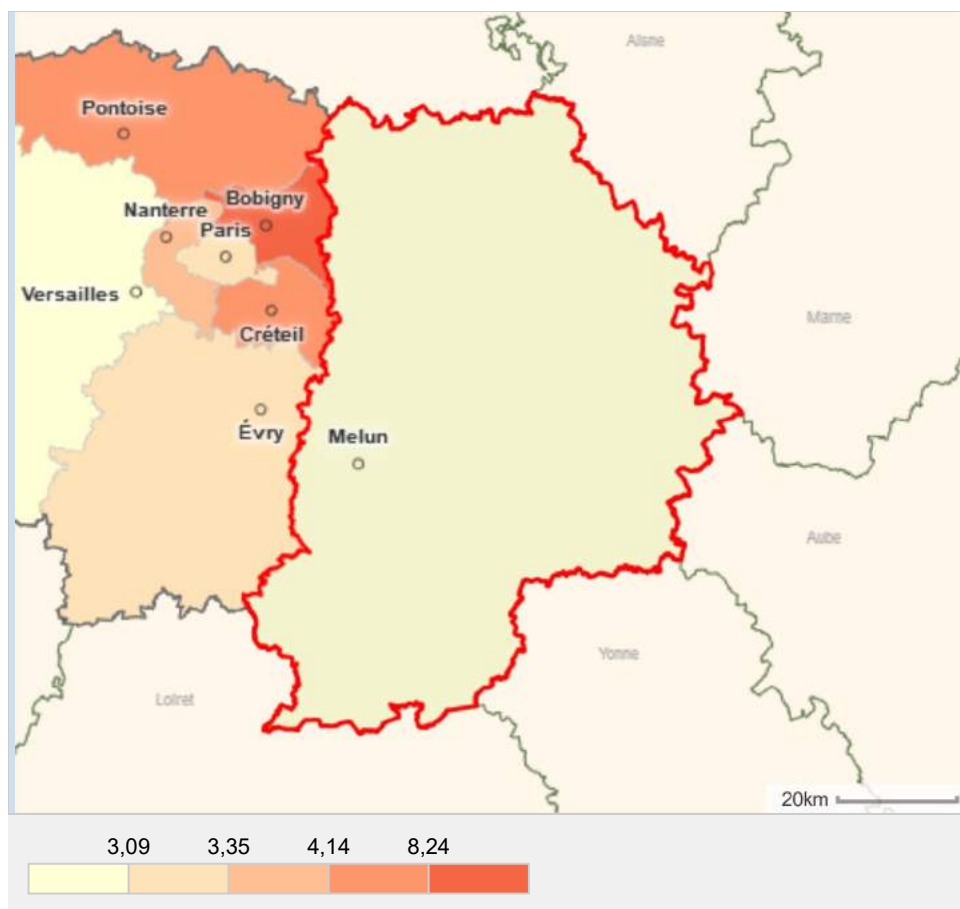 Aisne
Pontoise
Bobigny
Nanterre
Paris
Versailles
Marne
Créteil
Évry
Melun
Aube
Yonne
Loiret
20km
3,09 3,35 4,14 8,24